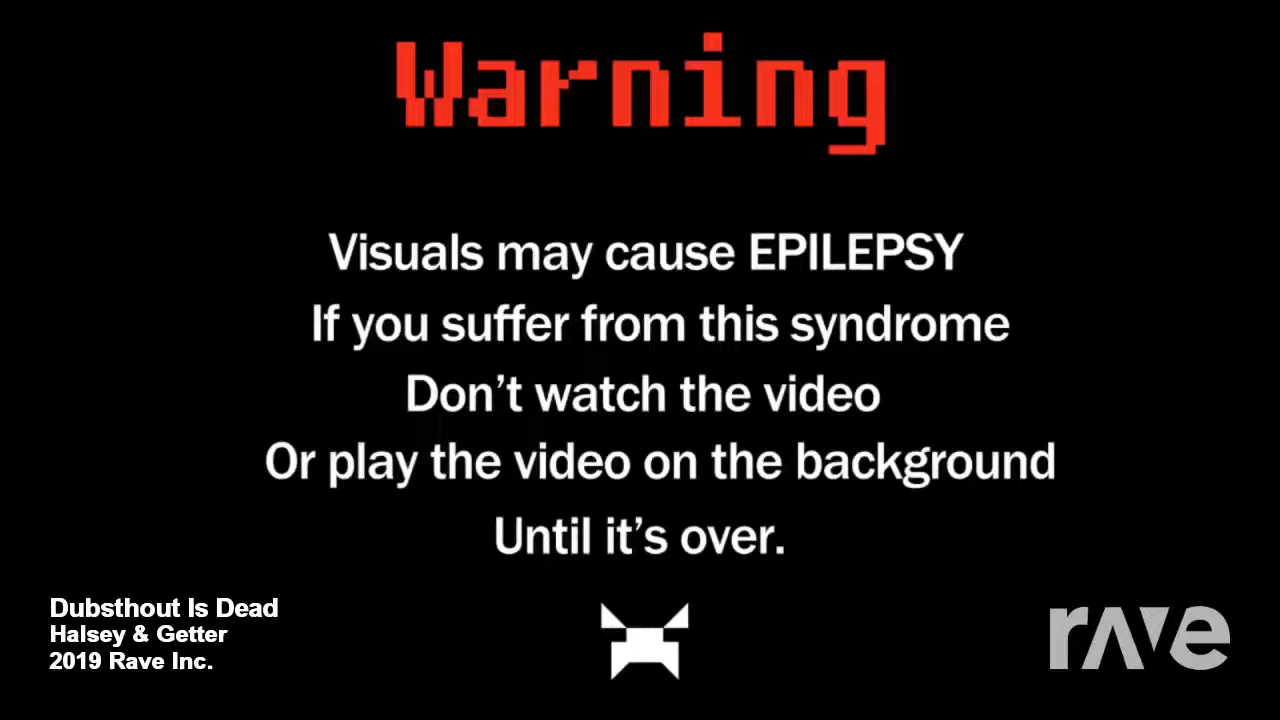 Warning
Visuals may cause EPILEPSY
If you suffer from this syndrome
Don't watch the video
Or play the video on the background
Until it's over.
Dubsthout Is Dead
Halsey & Getter
2019 Rave Inc.
rave